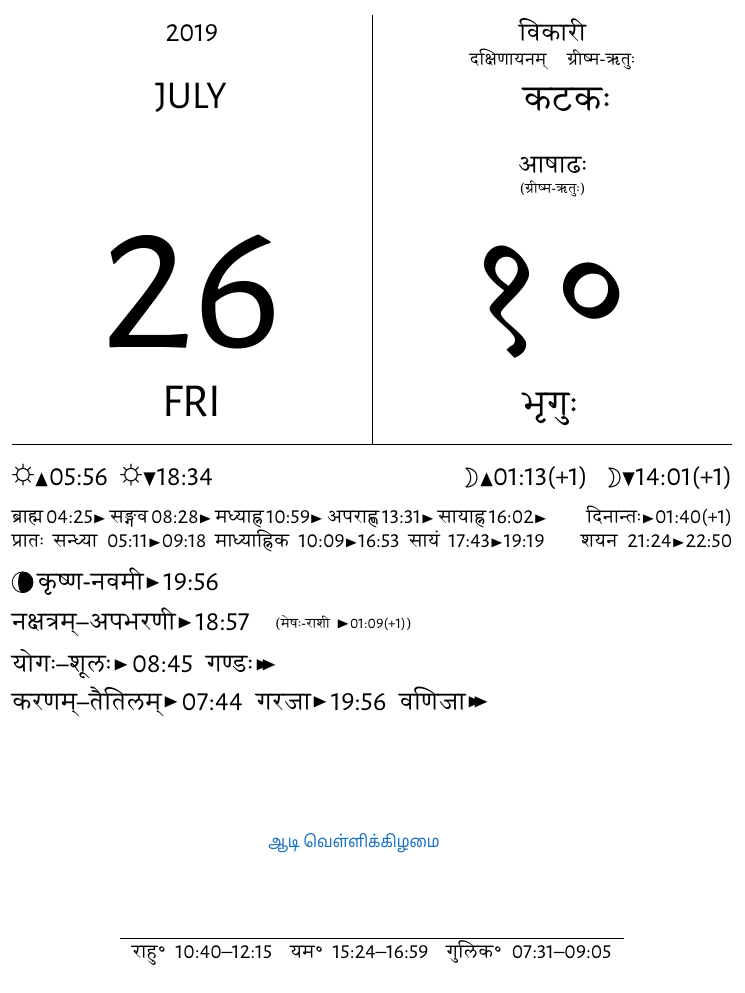 2019
JULY
26
FRI
विकारी
दक्षिणायनम् ग्रीष्म-ऋतुः
कटकः
आषाढः
(ग्रीष्म-ऋतुः)
१०
भृगुः
☼▲05:56 ☼▼18:34 ☽▲01:13(+1) ☽▼14:01(+1)
ब्राह्म 04:25► सङ्गव 08:28► मध्याह्न 10:59► अपराह्ण 13:31► सायाह्न 16:02► दिनान्तः►01:40(+1)
प्रातः सन्ध्या 05:11►09:18 माध्याह्निक 10:09►16:53 सायं 17:43►19:19 शयन 21:24►22:50
कृष्ण-नवमी►19:56
नक्षत्रम्–अपभरणी►18:57 (मेषः-राशी ►01:09(+1))
योगः–शूलः► 08:45 गण्डः►►
करणम्–तैतिलम्►07:44 गरजा►19:56 वणिजा►►
ஆடி வெள்ளிக்கிழமை
राहु° 10:40–12:15 यम° 15:24–16:59 गुलिक° 07:31–09:05